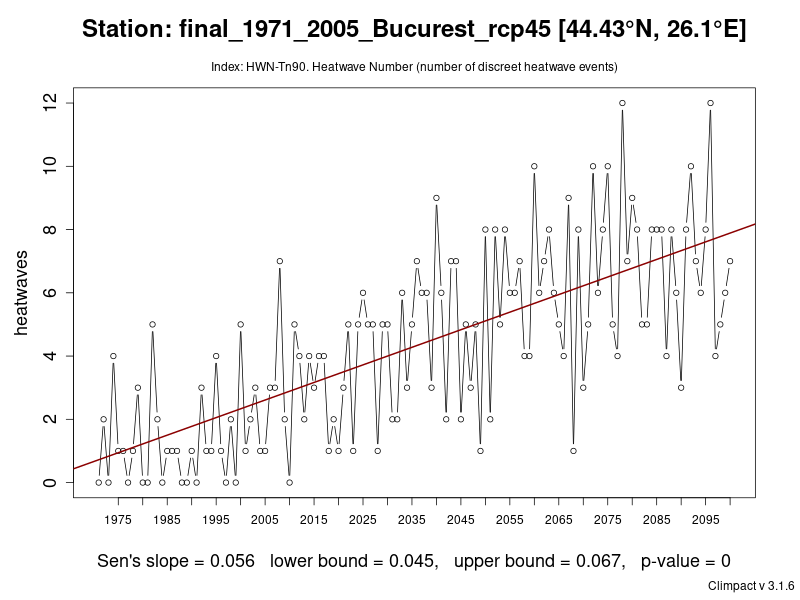 Station: final_1971_2005_Bucurest_rcp45 [44.43°N, 26.1°E]
Index: HWN-Tn90. Heatwave Number (number of discreet heatwave events)
12
10
8
6
4
2
0
heatwaves
1975 1985 1995 2005 2015 2025 2035 2045 2055 2065 2075 2085 2095
Sen's slope = 0.056 lower bound = 0.045, upper bound = 0.067, p-value = 0
Climpact v 3.1.6